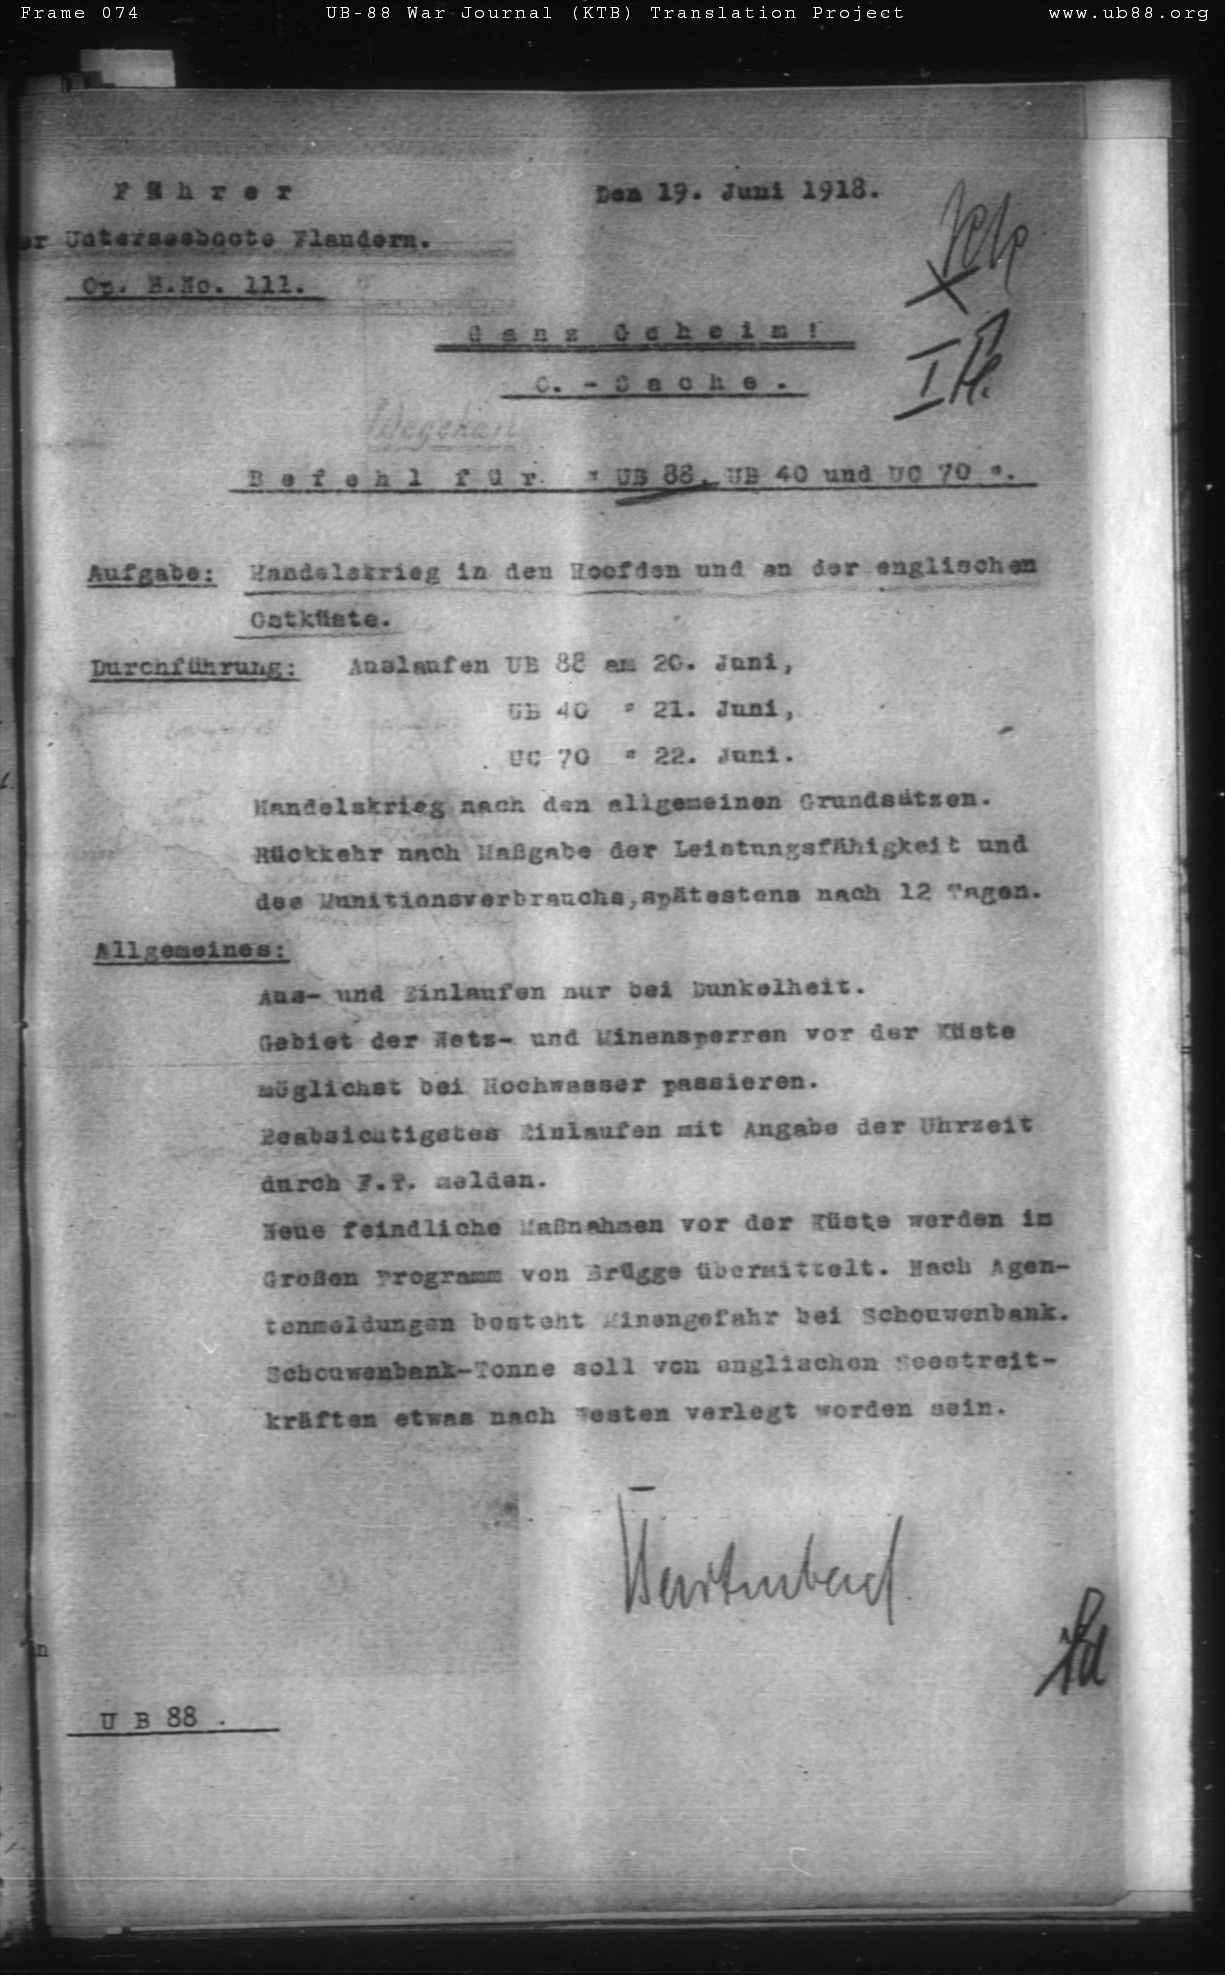 Frame 074 UB-88 War Journal (KTB) Translation Project www.ub88.org
Führer Den 19. Juni 1918.
er Unterseeboote Flandern.
Op. B.No. 111.
Ganz Geheim!
O.-Sache.
Befehl für " UB 88, UB 40 und UC 70 ".
Aufgabe: Handelskrieg in den Hoofden und an der englischen
Ostküste.
Durchführung: Auslaufen UB 88 am 20. Juni,
UB 40 " 21. Juni,
UC 70 " 22. Juni.
Handelskrieg nach den allgemeinen Grundsätzen.
Rückkehr nach Maßgabe der Leistungsfähigkeit und
des Munitionsverbrauchs, spätestens nach 12 Tagen.
Allgemeines:
Aus- und Einlaufen nur bei Dunkelheit.
Gebiet der Netz- und Minensperren vor der Küste
möglichst bei Hochwasser passieren.
Beabsichtigstes Einlaufen mit Angabe der Uhrzeit
durch F.T. melden.
Neue feindliche Maßnahmen vor der Küste werden im
Großen Programm von Brügge übermittelt. Nach Agen-
tenmeldungen besteht Minengefahr bei Schouwenbank.
Schouwenbank-Tonne soll von englischen Seestreit-
kräften etwas nach Westen verlegt worden sein.
Bartenbach
n
UB 88.